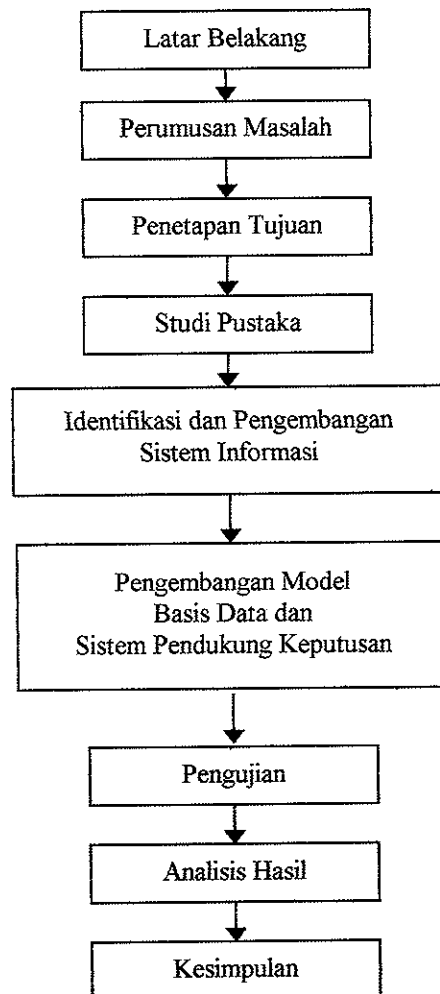 Latar Belakang
Perumusan Masalah
Penetapan Tujuan
Studi Pustaka
Identifikasi dan Pengembangan
Sistem Informasi
Pengembangan Model
Basis Data dan
Sistem Pendukung Keputusan
Pengujian
Analisis Hasil
Kesimpulan